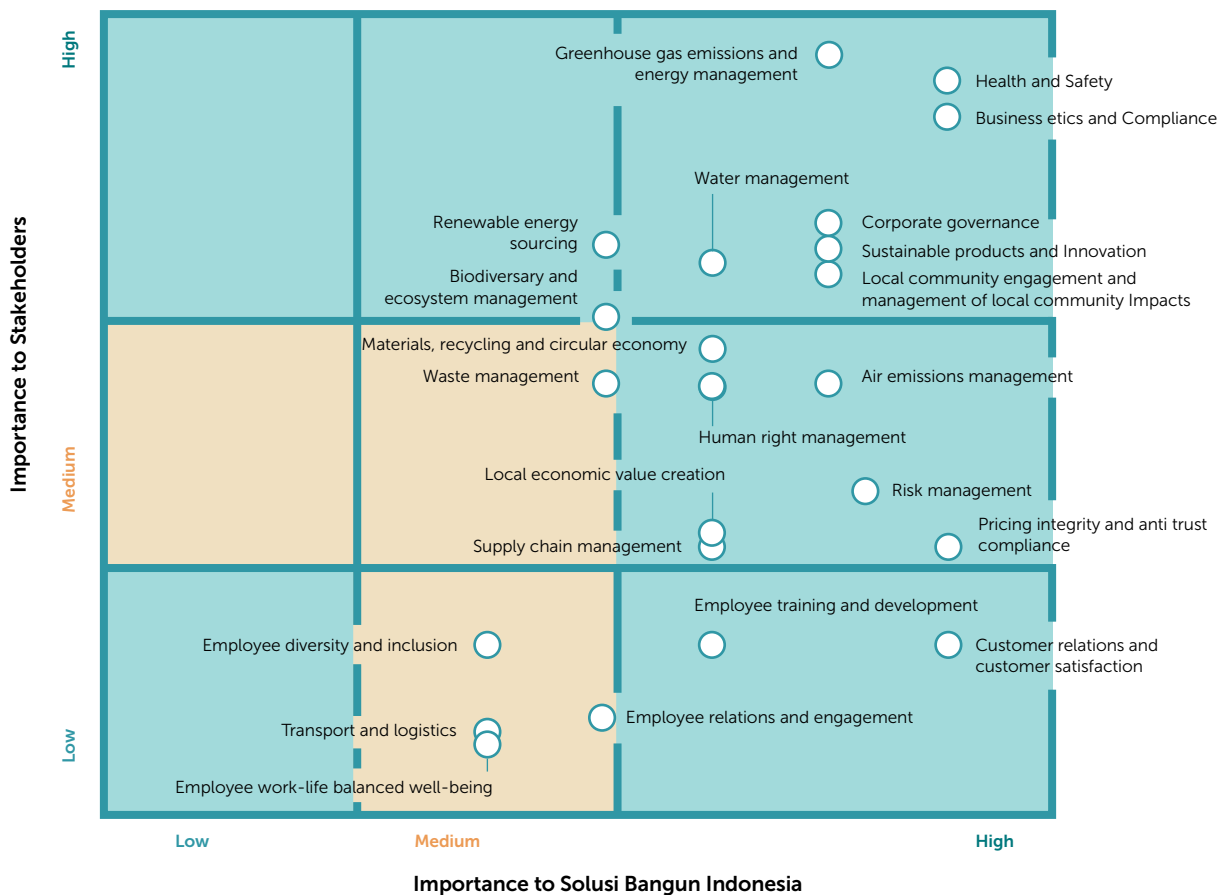 High
Greenhouse gas emissions and
energy management
Health and Safety
Business etics and Compliance
Water management
Renewable energy
sourcing
Corporate governance
Sustainable products and Innovation
Biodiversary and
ecosystem management
Local community engagement and
management of local community Impacts
Importance to Stakeholders
Materials, recycling and circular economy
Waste management
Air emissions management
Human right management
Medium
Local economic value creation
Risk management
Supply chain management
Pricing integrity and anti trust
compliance
Employee training and development
Employee diversity and inclusion
Customer relations and
customer satisfaction
Low
Transport and logistics
Employee relations and engagement
Employee work-life balanced well-being
Low
Medium
High
Importance to Solusi Bangun Indonesia